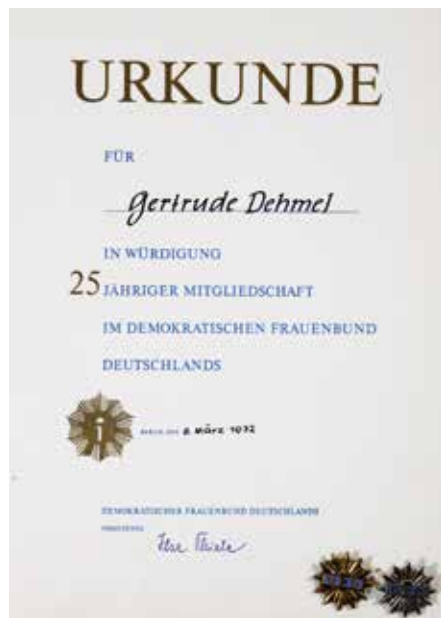 URKUNDE
FÜR
Gertrude Dehmel
IN WÜRDIGUNG
25 JÄHRIGER MITGLIEDSCHAFT
IM DEMOKRATISCHEN FRAUENBUND
DEUTSCHLANDS
BERLIN, DEN 8. März 1972
DEMOKRATISCHER FRAUENBUND DEUTSCHLANDS
Ilse Thiele